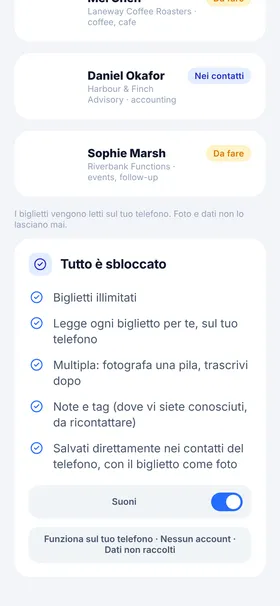 Mei Chen
Da fare
Laneway Coffee Roasters ·
coffee, cafe
Daniel Okafor
Nei contatti
Harbour & Finch
Advisory · accounting
Sophie Marsh
Da fare
Riverbank Functions ·
events, follow-up
I biglietti vengono letti sul tuo telefono. Foto e dati non lo
lasciano mai.
Tutto è sbloccato
Biglietti illimitati
Legge ogni biglietto per te, sul tuo
telefono
Multipla: fotografa una pila, trascrivi
dopo
Note e tag (dove vi siete conosciuti,
da ricontattare)
Salvati direttamente nei contatti del
telefono, con il biglietto come foto
Suoni
Funziona sul tuo telefono · Nessun account ·
Dati non raccolti